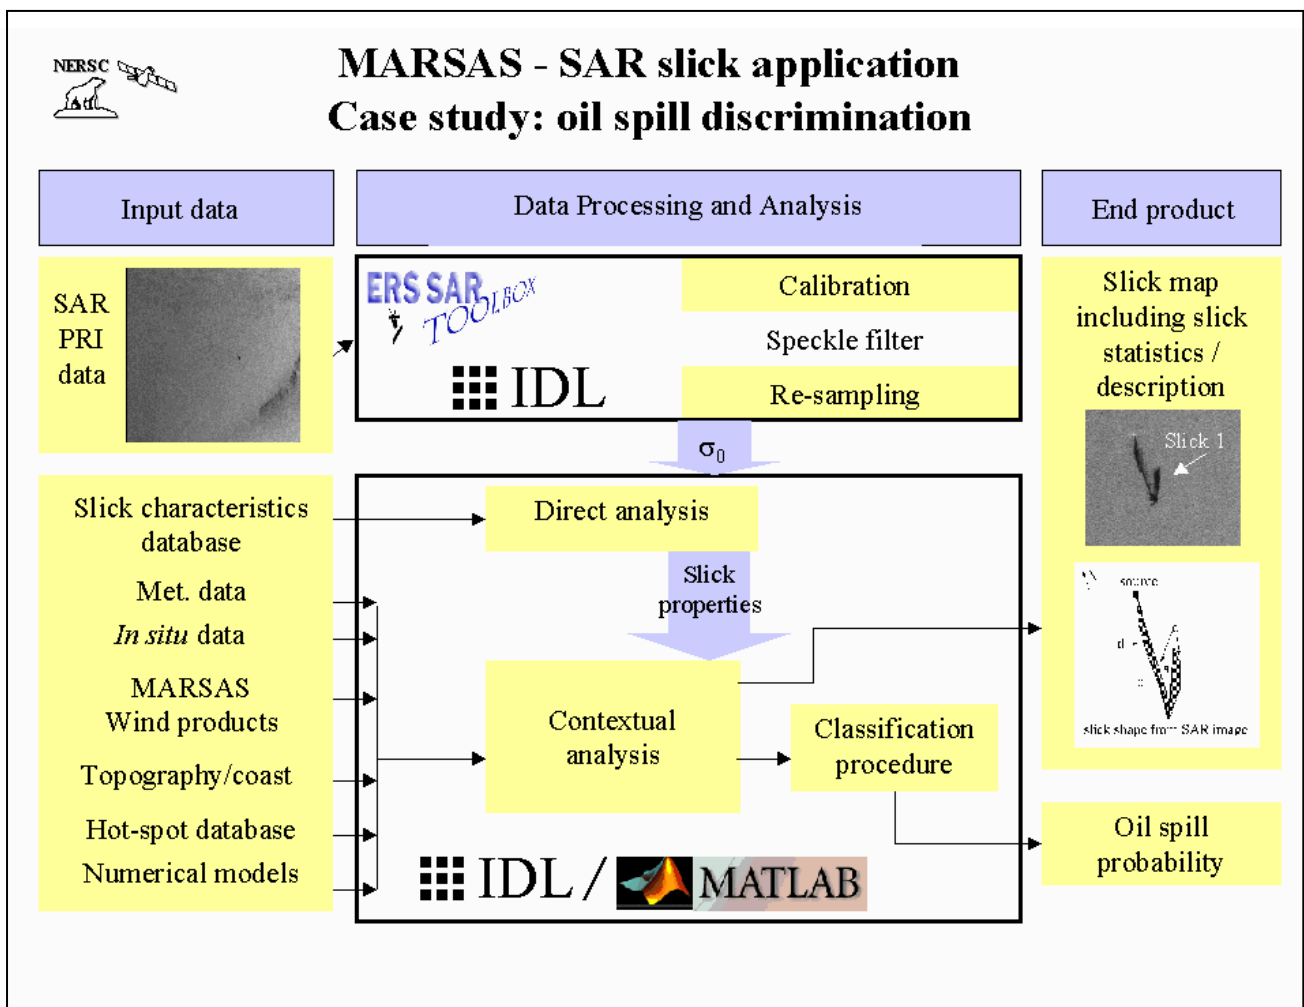 NERSC
MARSAS - SAR slick application
Case study: oil spill discrimination
Input data
Data Processing and Analysis
End product
SAR
PRI
data
ERS SAR
TOOLBOX
IDL
Calibration
Speckle filter
Re-sampling
Slick map
including slick
statistics /
description
Slick 1
σ0
Slick characteristics
database
Direct analysis
Slick
properties
Met. data
In situ data
MARSAS
Wind products
Topography/coast
Hot-spot database
Numerical models
Contextual
analysis
Classification
procedure
source
d
slick shape from SAR image
Oil spill
probability
IDL / MATLAB